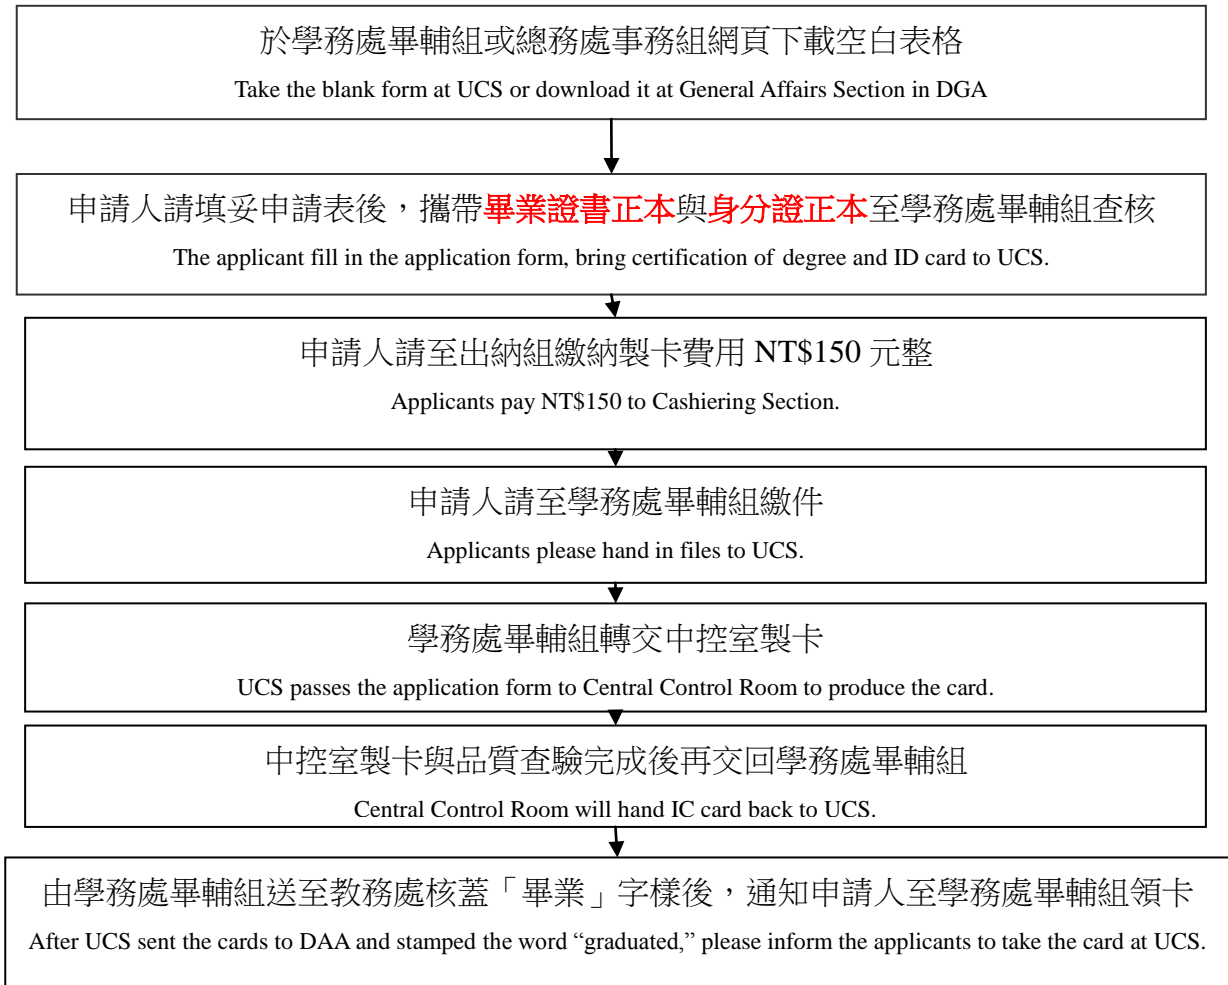 於學務處畢輔組或總務處事務組網頁下載空白表格
Take the blank form at UCS or download it at General Affairs Section in DGA
申請人請填妥申請表後，攜帶畢業證書正本與身分證正本至學務處畢輔組查核
The applicant fill in the application form, bring certification of degree and ID card to UCS.
申請人請至出納組繳納製卡費用 NT$150 元整
Applicants pay NT$150 to Cashiering Section.
申請人請至學務處畢輔組繳件
Applicants please hand in files to UCS.
學務處畢輔組轉交中控室製卡
UCS passes the application form to Central Control Room to produce the card.
中控室製卡與品質查驗完成後再交回學務處畢輔組
Central Control Room will hand IC card back to UCS.
由學務處畢輔組送至教務處核蓋「畢業」字樣後，通知申請人至學務處畢輔組領卡
After UCS sent the cards to DAA and stamped the word “graduated,” please inform the applicants to take the card at UCS.